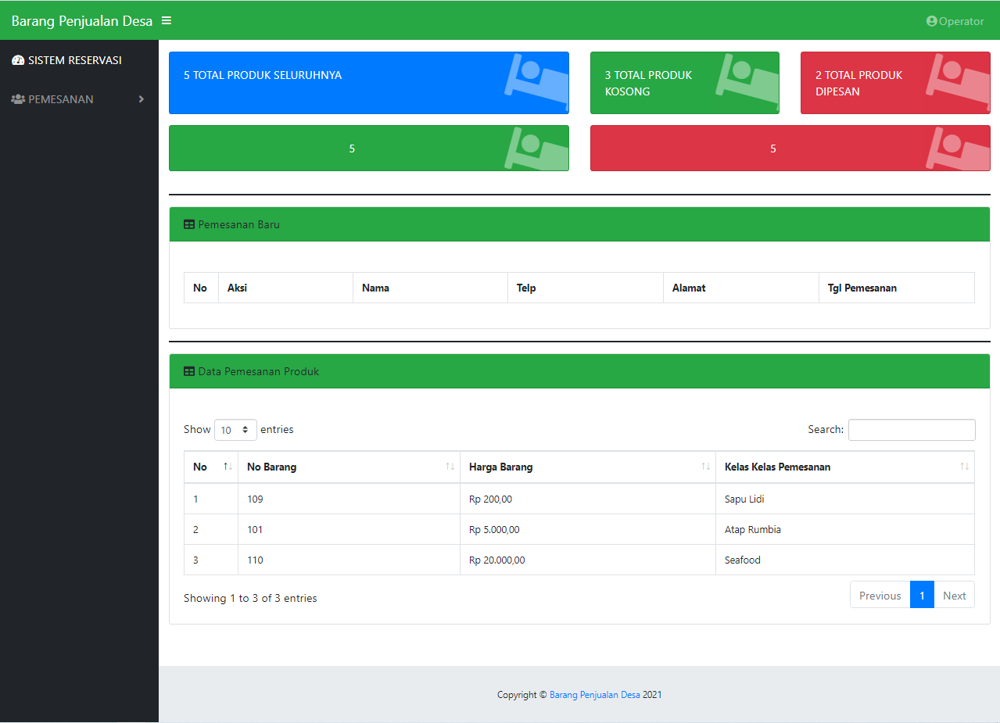 Barang Penjualan Desa
Operator
SISTEM RESERVASI
PEMESANAN
5 TOTAL PRODUK SELURUHNYA
3 TOTAL PRODUK
KOSONG
2 TOTAL PRODUK
DIPESAN
5
5
Pemesanan Baru
No Aksi Nama Telp Alamat Tgl Pemesanan
Data Pemesanan Produk
Show 10 entries Search:
No No Barang Harga Barang Kelas Kelas Pemesanan
1 109 Rp 200,00 Sapu Lidi
2 101 Rp 5.000,00 Atap Rumbia
3 110 Rp 20.000,00 Seafood
Showing 1 to 3 of 3 entries Previous 1 Next
Copyright © Barang Penjualan Desa 2021